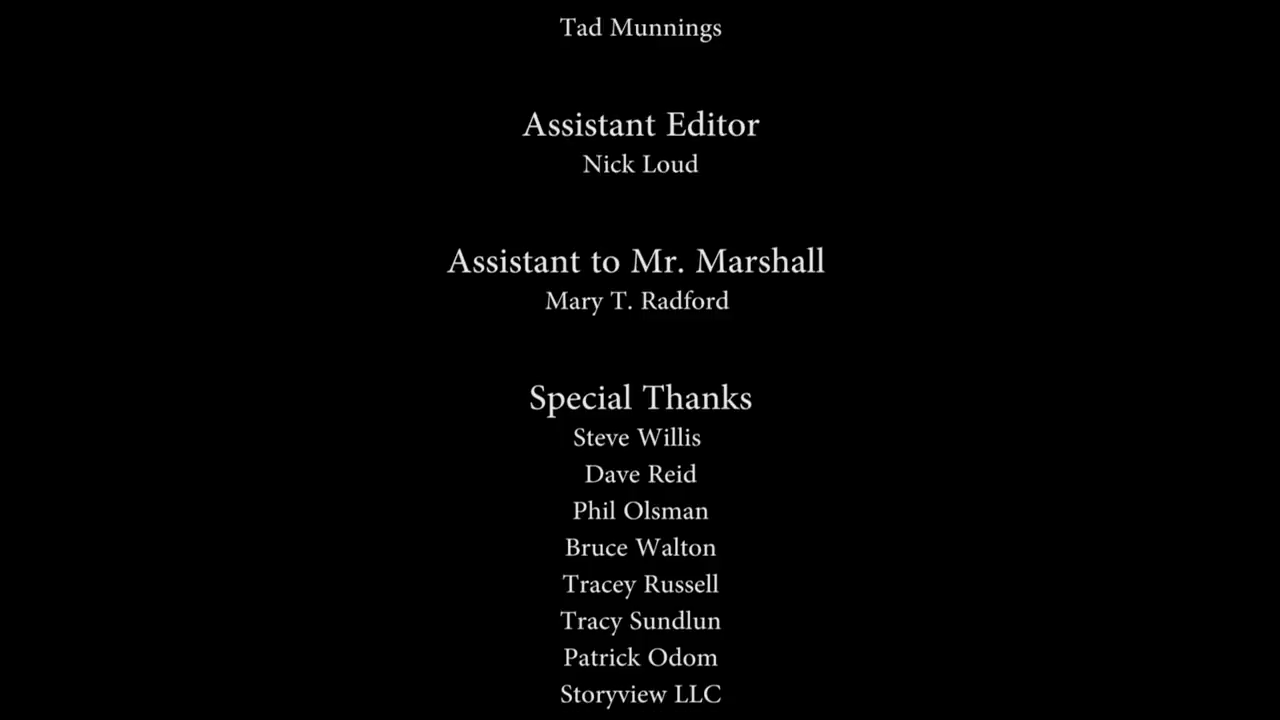 Tad Munnings
Assistant Editor
Nick Loud
Assistant to Mr. Marshall
Mary T. Radford
Special Thanks
Steve Willis
Dave Reid
Phil Olsman
Bruce Walton
Tracey Russell
Tracy Sundlun
Patrick Odom
Storyview LLC